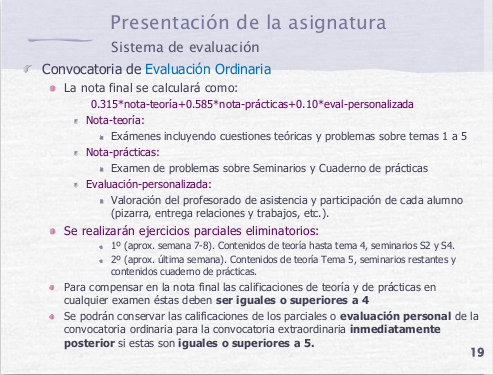 Presentación de la asignatura
Sistema de evaluación
Convocatoria de Evaluación Ordinaria
La nota final se calculará como:
0.315*nota-teoría+0.585*nota-prácticas+0.10*eval-personalizada
Nota-teoría:
Exámenes incluyendo cuestiones teóricas y problemas sobre temas 1 a 5
Nota-prácticas:
Examen de problemas sobre Seminarios y Cuaderno de prácticas
Evaluación-personalizada:
Valoración del profesorado de asistencia y participación de cada alumno
(pizarra, entrega relaciones y trabajos, etc.).
Se realizarán ejercicios parciales eliminatorios:
1º (aprox. semana 7-8). Contenidos de teoría hasta tema 4, seminarios S2 y S4.
2º (aprox. última semana). Contenidos de teoría Tema 5, seminarios restantes y
contenidos cuaderno de prácticas.
Para compensar en la nota final las calificaciones de teoría y de prácticas en
cualquier examen éstas deben ser iguales o superiores a 4
Se podrán conservar las calificaciones de los parciales o evaluación personal de la
convocatoria ordinaria para la convocatoria extraordinaria inmediatamente
posterior si estas son iguales o superiores a 5.
19